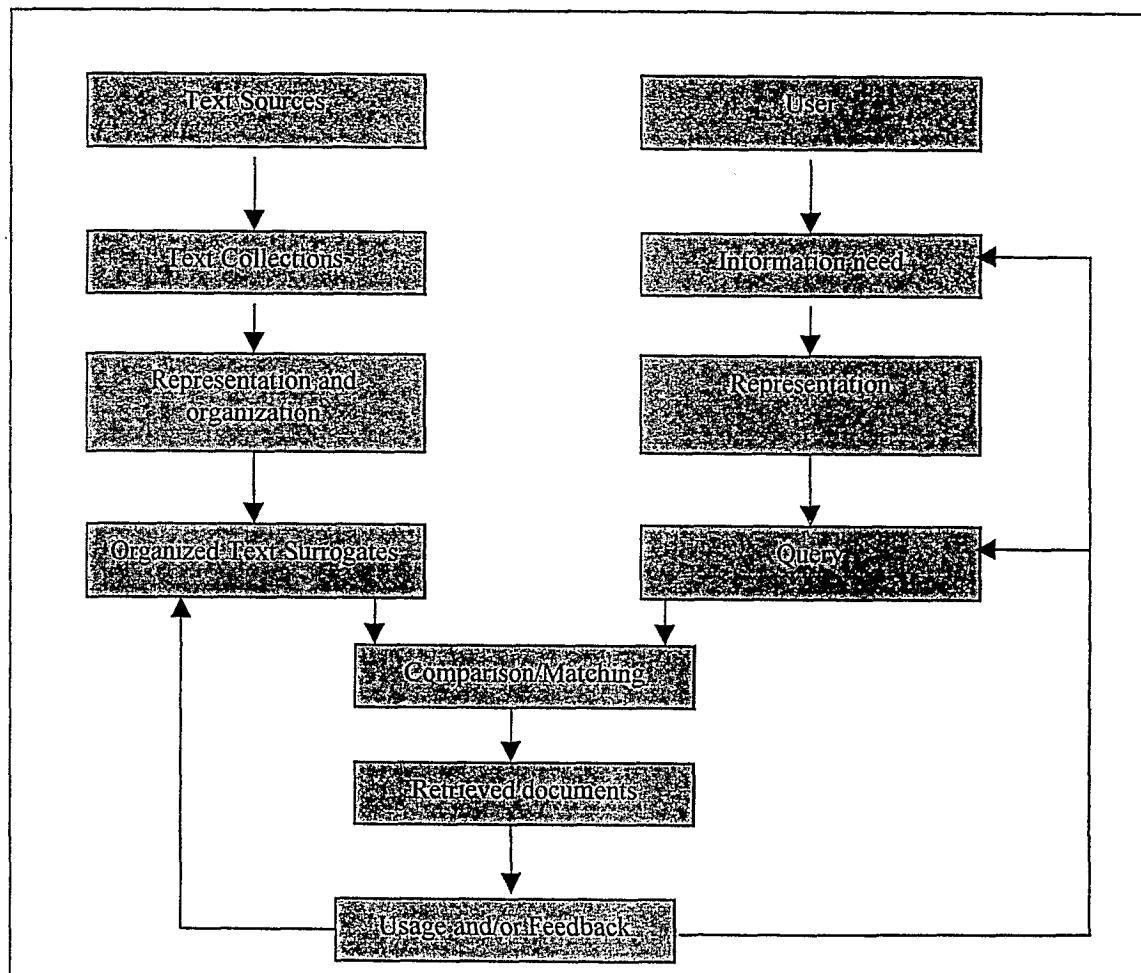 Text Sources
User
Text Collections
Information need
Representation and
organization
Representation
Organized Text Surrogates
Query
Comparison/Matching
Retrieved documents
Usage and/or Feedback